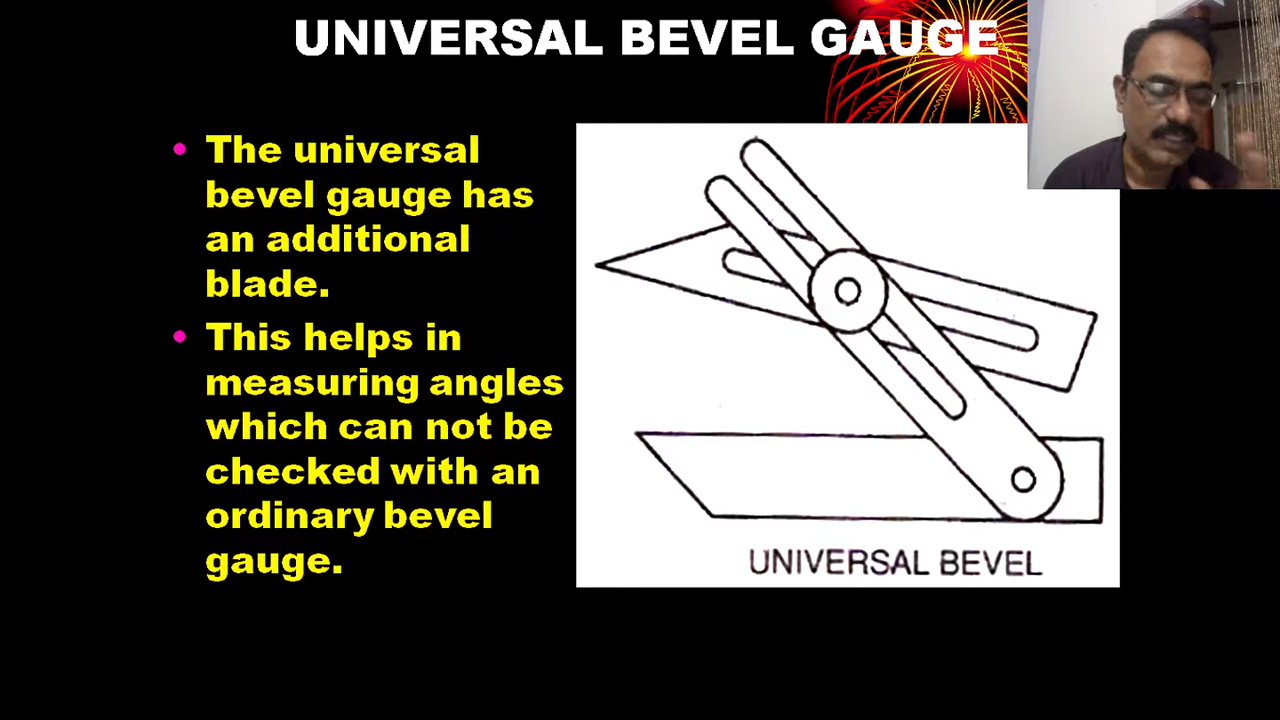 UNIVERSAL BEVEL GAUGE
• The universal
bevel gauge has
an additional
blade.
• This helps in
measuring angles
which can not be
checked with an
ordinary bevel
gauge.
UNIVERSAL BEVEL